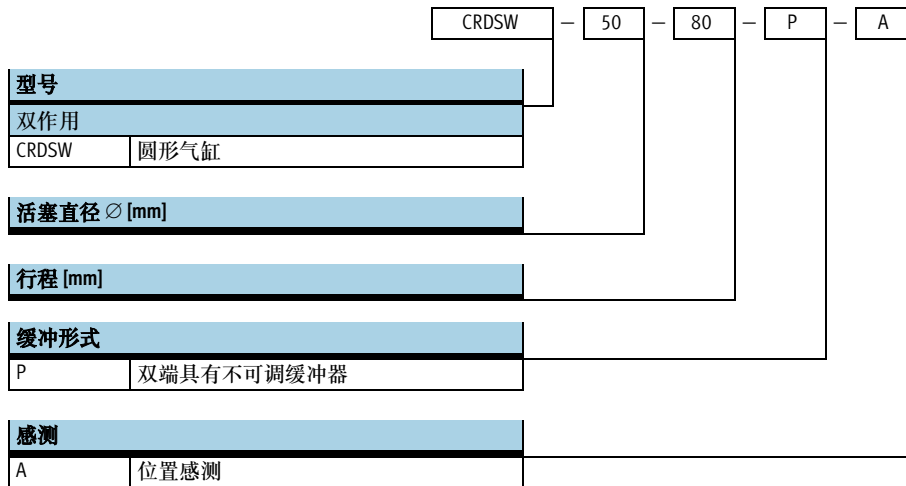 CRDSW – 50 – 80 – P – A
型号
双作用
CRDSW 圆形气缸
活塞直径 ∅ [mm]
行程 [mm]
缓冲形式
P 双端具有不可调缓冲器
感测
A 位置感测